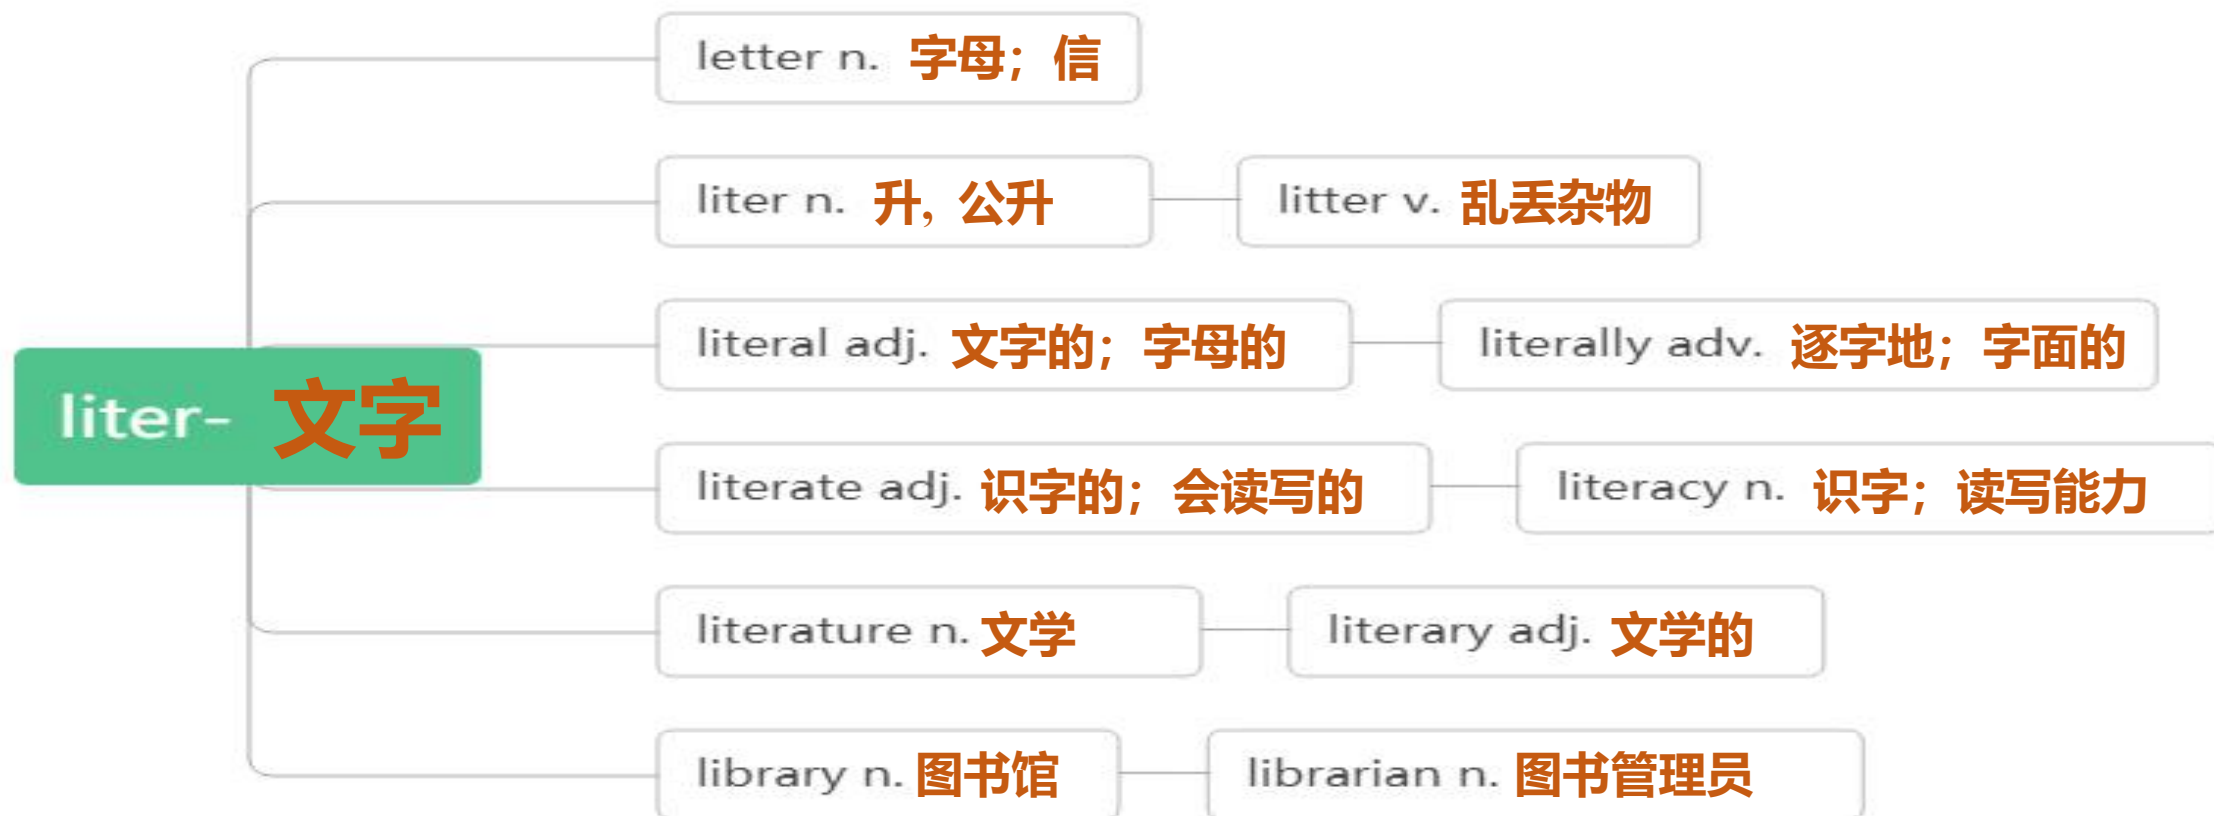 letter n. 字母；信
liter n. 升, 公升
litter v. 乱丢杂物
literal adj. 文字的；字母的
literally adv. 逐字地；字面的
liter- 文字
literate adj. 识字的；会读写的
literacy n. 识字；读写能力
literature n. 文学
literary adj. 文学的
library n. 图书馆
librarian n. 图书管理员